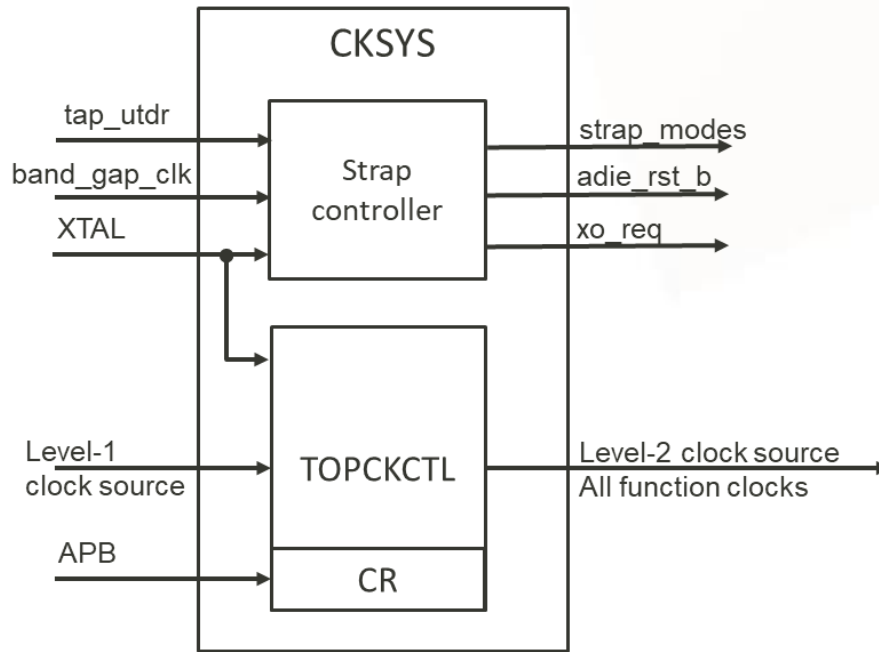 CKSYS
tap_utdr
band_gap_clk
XTAL
Strap
controller
strap_modes
adie_rst_b
xo_req
Level-1
clock source
TOPCKCTL
Level-2 clock source
All function clocks
APB
CR